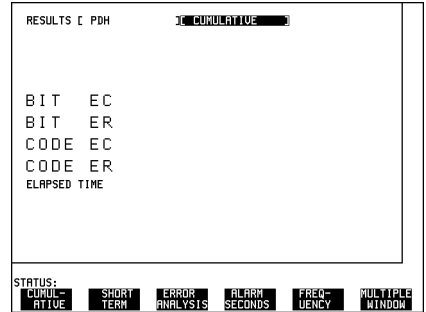 RESULTS [ PDH ][ CUMULATIVE ]
BIT EC
BIT ER
CODE EC
CODE ER
ELAPSED TIME
STATUS:
CUMUL- SHORT ERROR ALARM FREQ- MULTIPLE
ATIVE TERM ANALYSIS SECONDS UENCY WINDOW